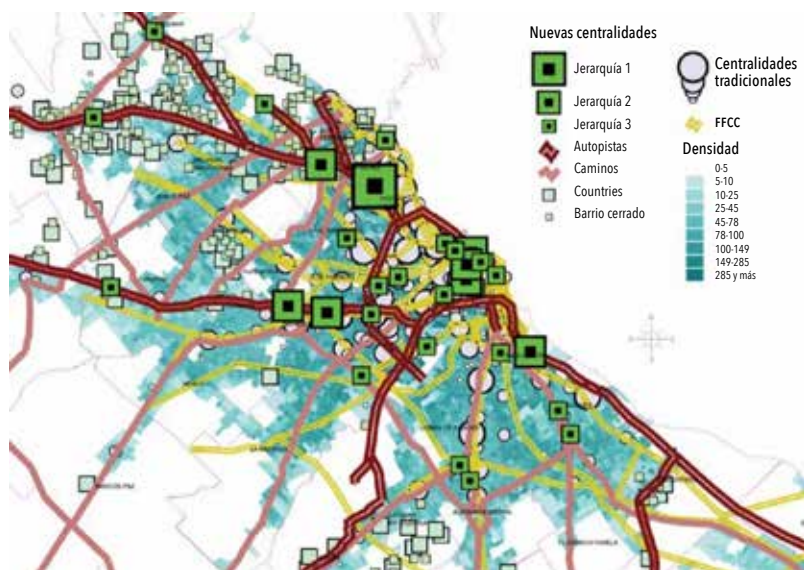 Nuevas centralidades
Jerarquía 1
Jerarquía 2
Jerarquía 3
Autopistas
Caminos
Countries
Barrio cerrado
Centralidades
tradicionales
FFCC
Densidad
0-5
5-10
10-25
25-45
45-78
78-100
100-149
149-285
285 y más